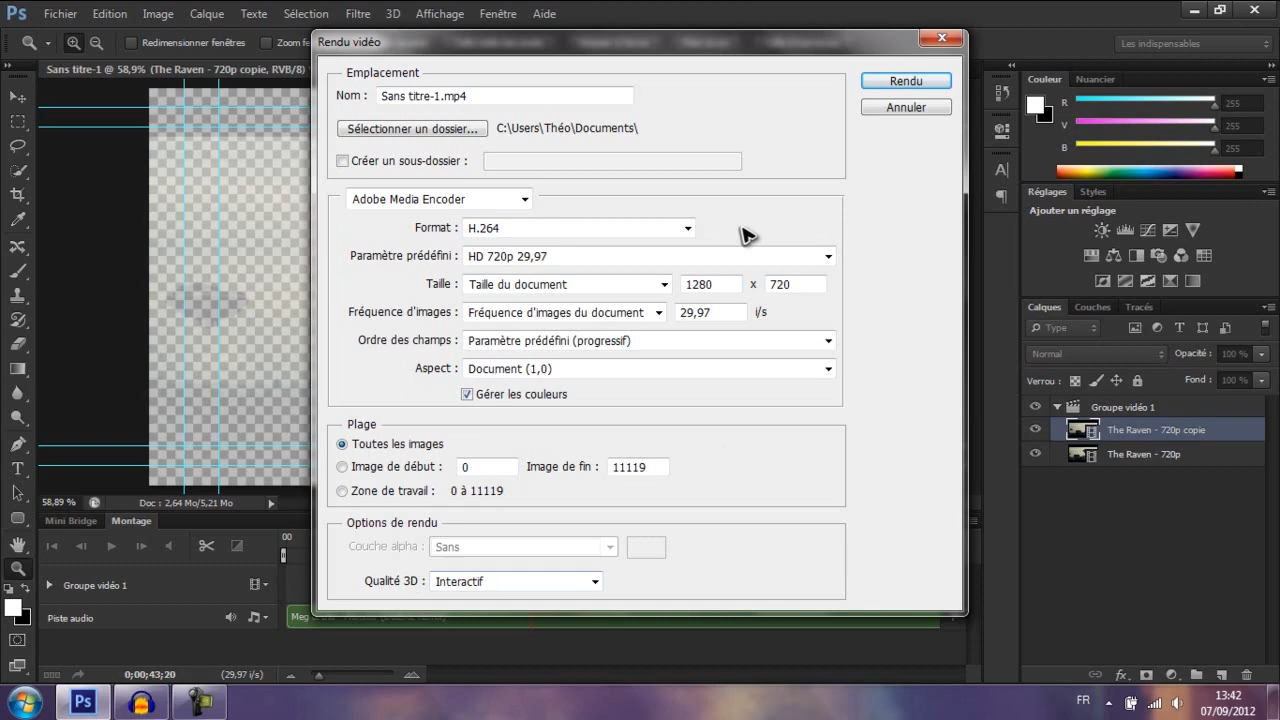 Ps Fichier Edition Image Calque Texte Sélection Filtre 3D Affichage Fenêtre Aide
Redimensionner fenêtres Zoom fe
Les indispensables
Sans titre-1 @ 58,9% (The Raven - 720p copie, RVB/8)
Rendu vidéo
Emplacement
Nom : Sans titre-1.mp4
Sélectionner un dossier... C:\Users\Théo\Documents\
Créer un sous-dossier :
Rendu
Annuler
Adobe Media Encoder
Format : H.264
Paramètre prédéfini : HD 720p 29,97
Taille : Taille du document 1280 x 720
Fréquence d'images : Fréquence d'images du document 29,97 i/s
Ordre des champs : Paramètre prédéfini (progressif)
Aspect : Document (1,0)
Gérer les couleurs
Plage
Toutes les images
Image de début : 0 Image de fin : 11119
Zone de travail : 0 à 11119
Options de rendu
Couche alpha : Sans
Qualité 3D : Interactif
Couleur Nuancier
R 255
V 255
B 255
Réglages Styles
Ajouter un réglage
Calques Couches Tracés
Type
Normal Opacité : 100 %
Verrou : Fond : 100 %
Groupe vidéo 1
The Raven - 720p copie
The Raven - 720p
58,89 % Doc : 2,64 Mo/5,21 Mo
Mini Bridge Montage
00
Groupe vidéo 1
Piste audio
0;00;43;20 (29,97 i/s)
Ps
FR
13:42
07/09/2012